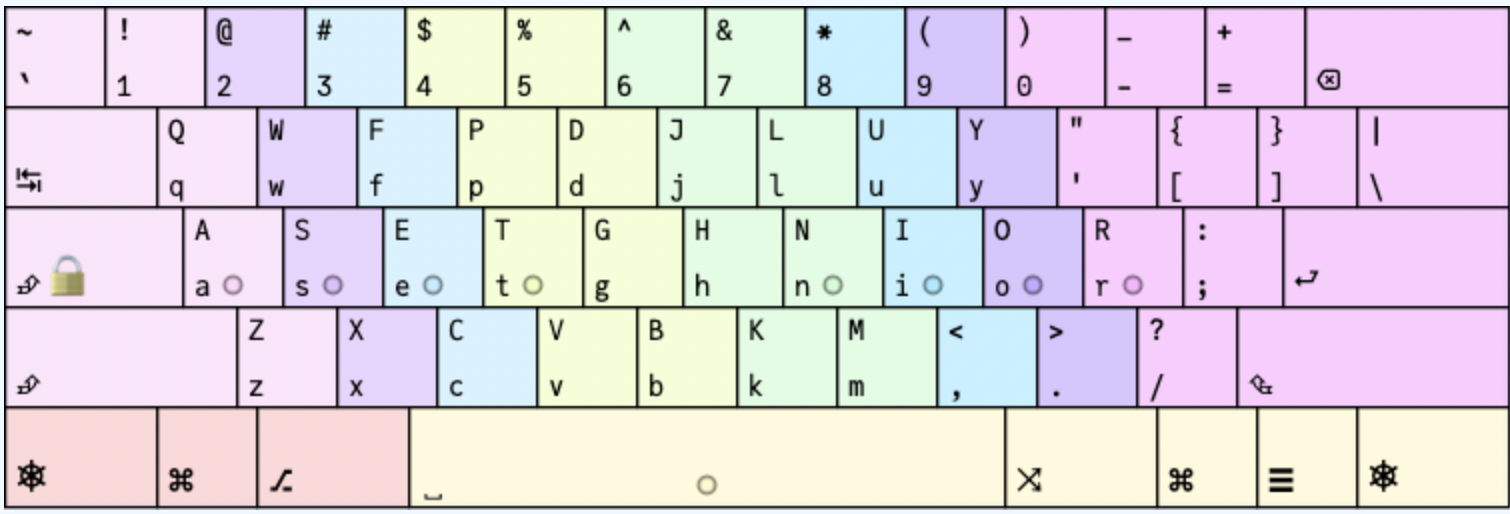 ~ ! @ # $ % ^ & * ( ) _ +
` 1 2 3 4 5 6 7 8 9 0 - =
Q W F P D J L U Y " { } |
q w f p d j l u y ' [ ] \
A S E T G H N I O R :
a s e t g h n i o r ;
Z X C V B K M < > ?
z x c v b k m , . /